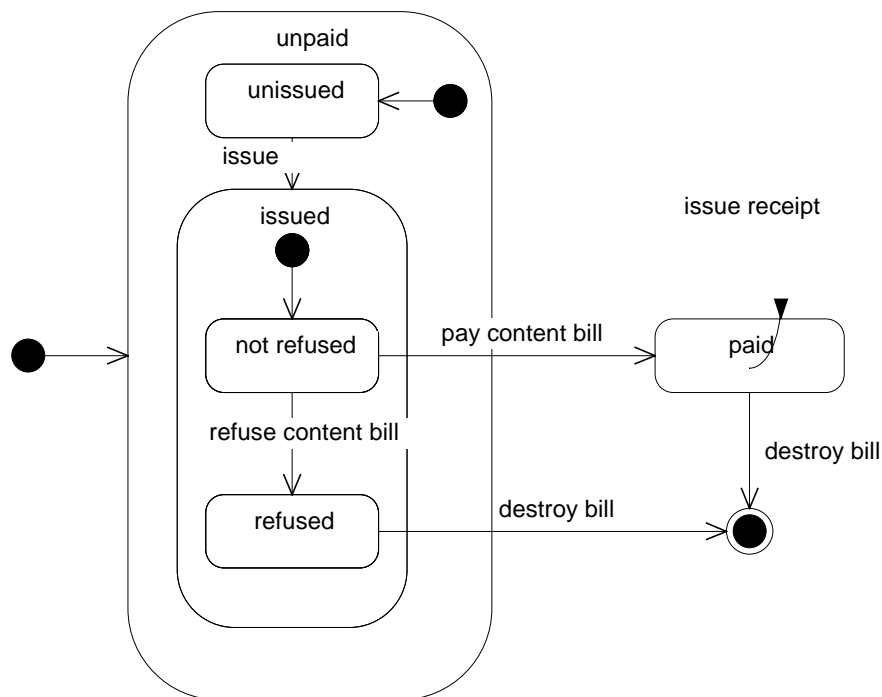 unpaid
unissued
issue
issued
issue receipt
not refused
pay content bill
paid
refuse content bill
destroy bill
refused
destroy bill